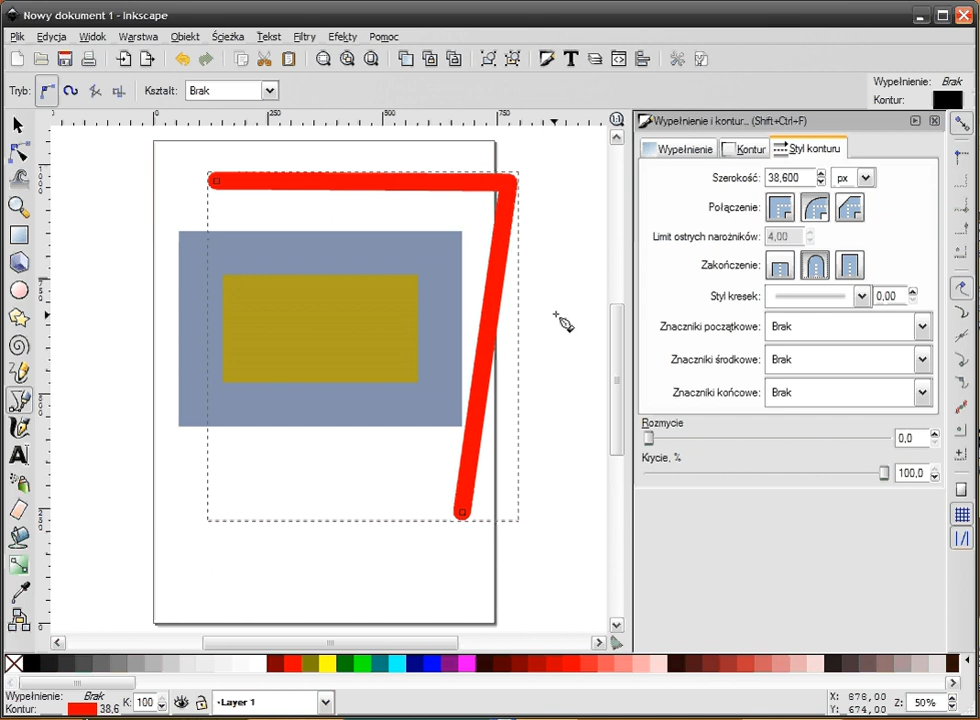 Nowy dokument 1 - Inkscape
Plik Edycja Widok Warstwa Obiekt Ścieżka Tekst Filtry Efekty Pomoc
Tryb: Kształt: Brak
Wypełnienie: Brak
Kontur:
Wypełnienie i kontur... (Shift+Ctrl+F)
Wypełnienie Kontur Styl konturu
Szerokość: 38,600 px
Połączenie:
Limit ostrych narożników: 4,00
Zakończenie:
Styl kresek: 0,00
Znaczniki początkowe: Brak
Znaczniki środkowe: Brak
Znaczniki końcowe: Brak
Rozmycie
0,0
Krycie, %
100,0
0 250 500 750
Wypełnienie: Brak
Kontur: 38,6
K: 100
·Layer 1
X: 878,00
Y: 674,00
Z: 50%